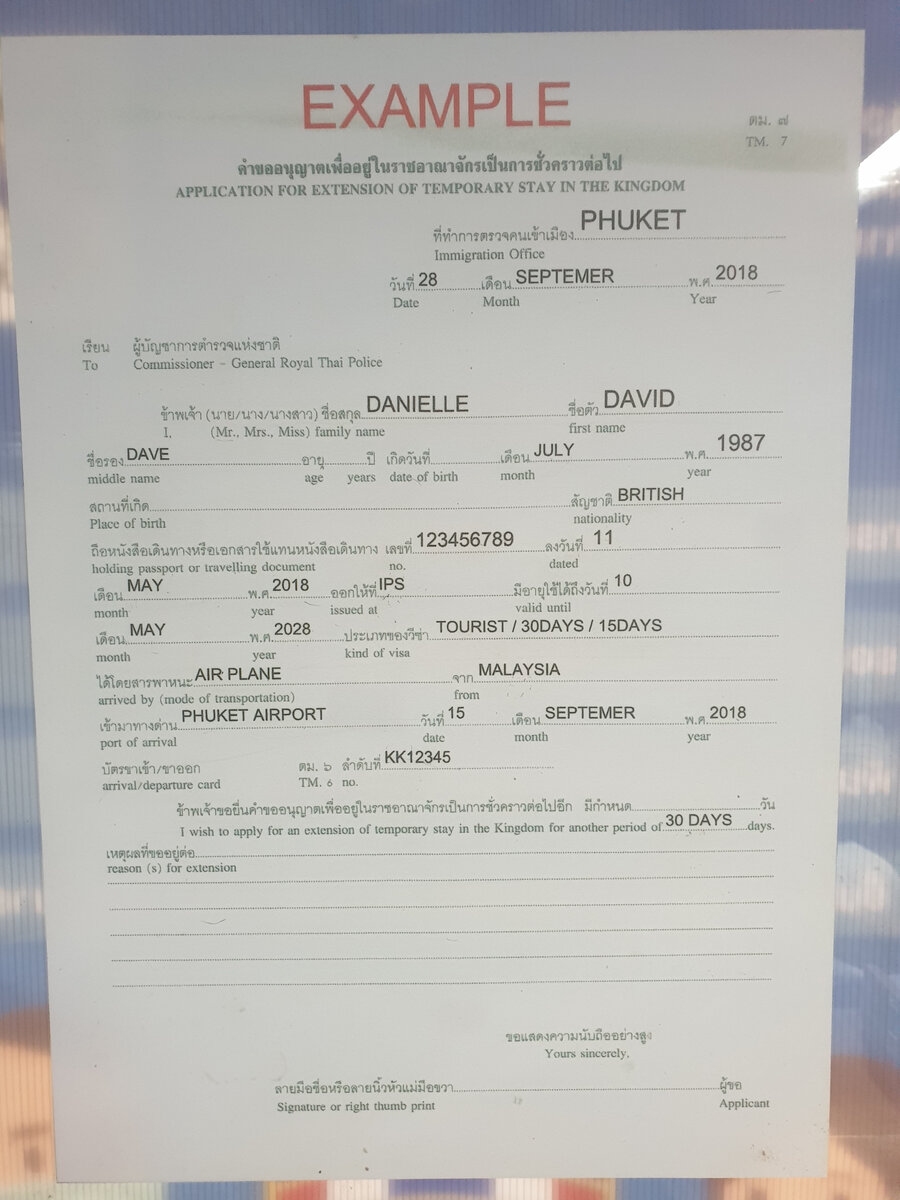 EXAMPLE
ตม. ๗
TM. 7
คำขออนุญาตเพื่ออยู่ในราชอาณาจักรเป็นการชั่วคราวต่อไป
APPLICATION FOR EXTENSION OF TEMPORARY STAY IN THE KINGDOM
ที่ทำการตรวจคนเข้าเมือง PHUKET
Immigration Office
วันที่ 28 เดือน SEPTEMER พ.ศ. 2018
Date Month Year
เรียน ผู้บัญชาการตำรวจแห่งชาติ
To Commissioner - General Royal Thai Police
ข้าพเจ้า (นาย/นาง/นางสาว) ชื่อสกุล DANIELLE ชื่อตัว DAVID
I, (Mr., Mrs., Miss) family name first name
ชื่อรอง DAVE อายุ ปี เกิดวันที่ เดือน JULY พ.ศ. 1987
middle name age years date of birth month year
สถานที่เกิด สัญชาติ BRITISH
Place of birth nationality
ถือหนังสือเดินทางหรือเอกสารใช้แทนหนังสือเดินทาง เลขที่ 123456789 ลงวันที่ 11
holding passport or travelling document no. dated
เดือน MAY พ.ศ. 2018 ออกให้ที่ IPS มีอายุใช้ได้ถึงวันที่ 10
month year issued at valid until
เดือน MAY พ.ศ. 2028 ประเภทของวีซ่า TOURIST / 30DAYS / 15DAYS
month year kind of visa
ได้โดยสารพาหนะ AIR PLANE จาก MALAYSIA
arrived by (mode of transportation) from
เข้ามาทางด่าน PHUKET AIRPORT วันที่ 15 เดือน SEPTEMER พ.ศ. 2018
port of arrival date month year
บัตรขาเข้า/ขาออก ตม. ๖ ลำดับที่ KK12345
arrival/departure card TM. 6 no.
ข้าพเจ้าขอยื่นคำขออนุญาตเพื่ออยู่ในราชอาณาจักรเป็นการชั่วคราวต่อไปอีก มีกำหนด วัน
I wish to apply for an extension of temporary stay in the Kingdom for another period of 30 DAYS days.
เหตุผลที่ขออยู่ต่อ
reason (s) for extension
ขอแสดงความนับถืออย่างสูง
Yours sincerely,
ลายมือชื่อหรือลายนิ้วหัวแม่มือขวา ผู้ขอ
Signature or right thumb print Applicant